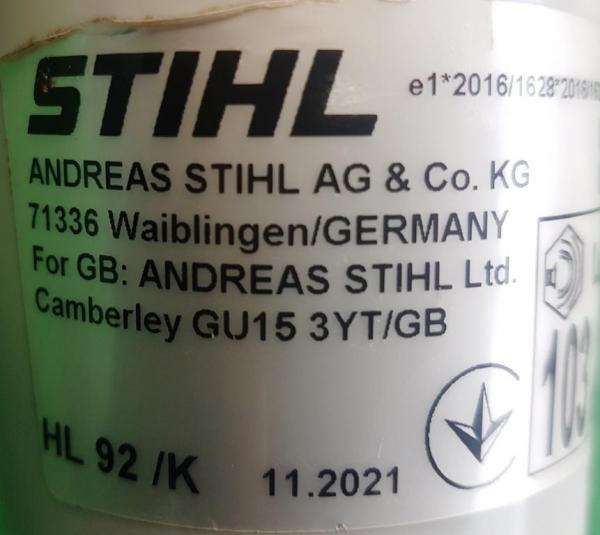 STIHL
e1*2016/1628*2016/16
ANDREAS STIHL AG & Co. KG
71336 Waiblingen/GERMANY
For GB: ANDREAS STIHL Ltd.
Camberley GU15 3YT/GB
103
HL 92 /K
11.2021